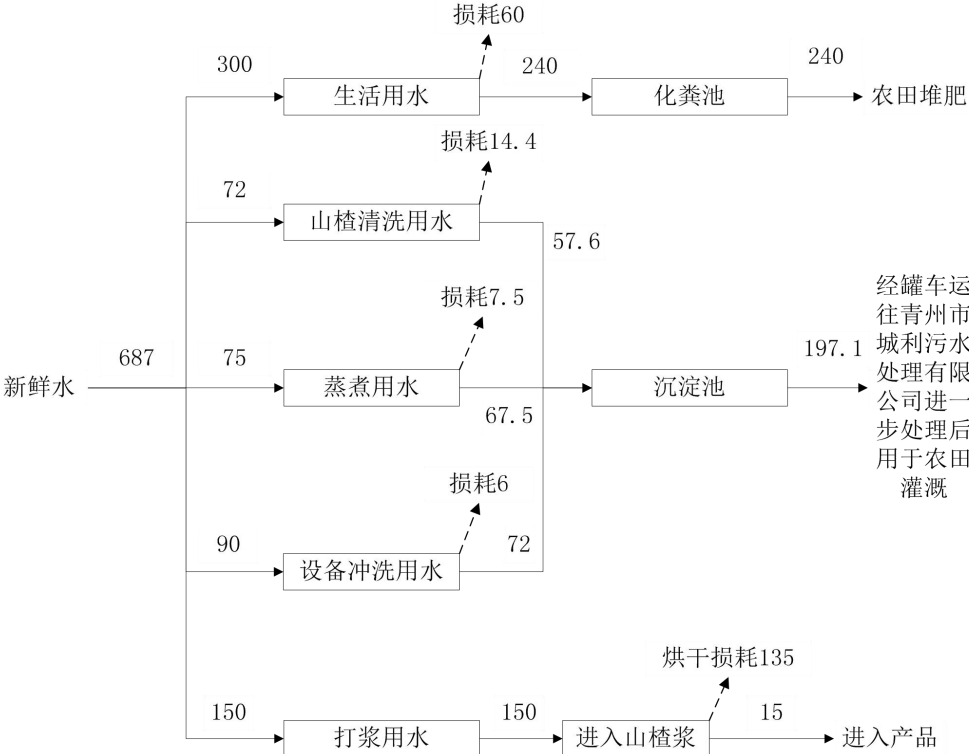 损耗60
300
240
240
生活用水
化粪池
农田堆肥
损耗14.4
72
山楂清洗用水
57.6
损耗7.5
687
75
197.1
新鲜水
蒸煮用水
沉淀池
67.5
经罐车运
往青州市
城利污水
处理有限
公司进一
步处理后
用于农田
灌溉
损耗6
90
72
设备冲洗用水
烘干损耗135
150
150
15
打浆用水
进入山楂浆
进入产品